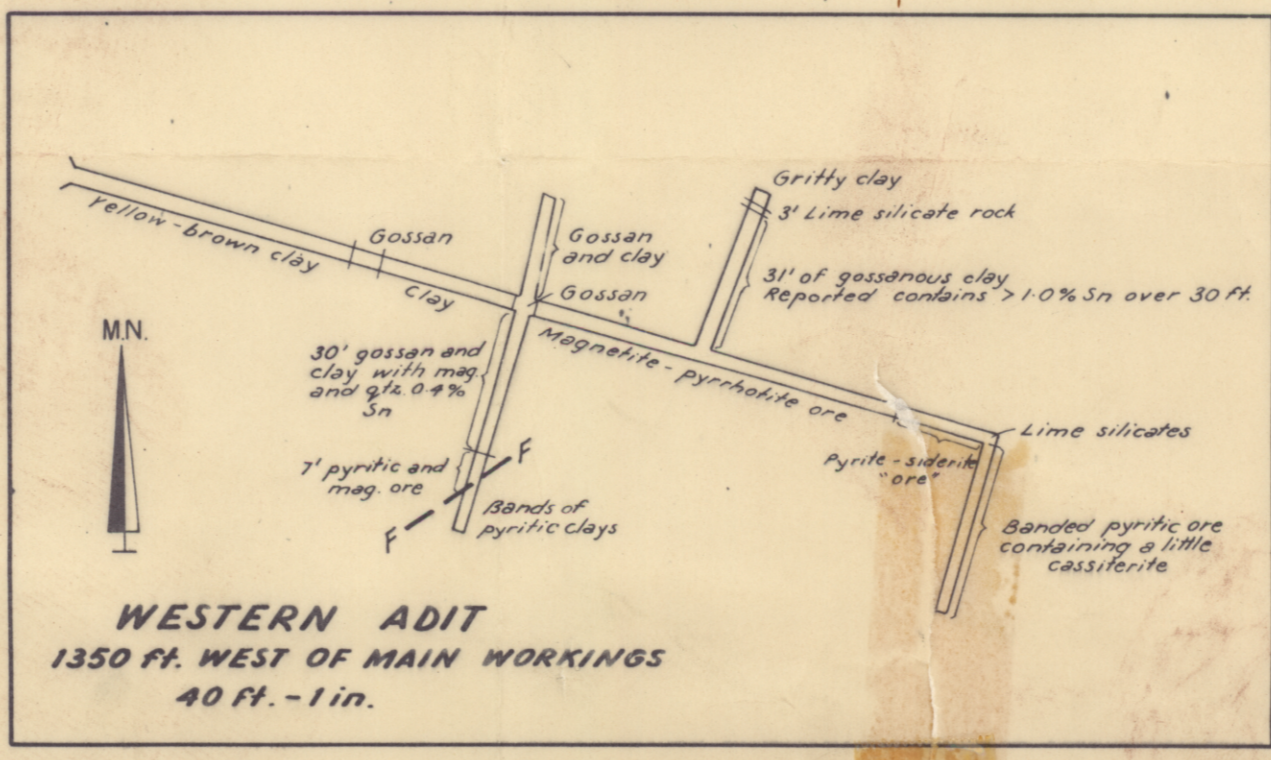 Gritty clay
3' Lime silicate rock
Yellow-brown clay
Gossan
Gossan
and clay
31' of gossanous clay
Reported contains >1.0% Sn over 30 ft.
Clay
Gossan
M.N.
30' gossan and
clay with mag.
and qtz. 0.4%
Sn
Magnetite-pyrrhotite ore
Lime silicates
Pyrite-siderite
"ore"
7' pyritic and
mag. ore
F
F
Bands of
pyritic clays
Banded pyritic ore
containing a little
cassiterite
WESTERN ADIT
1350 ft. WEST OF MAIN WORKINGS
40 ft. - 1 in.